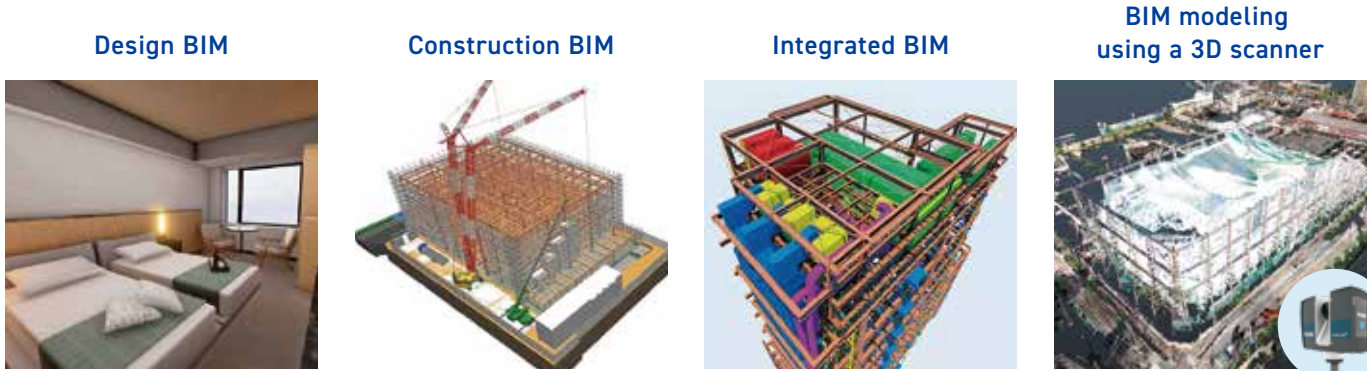 Design BIM
Construction BIM
Integrated BIM
BIM modeling
using a 3D scanner